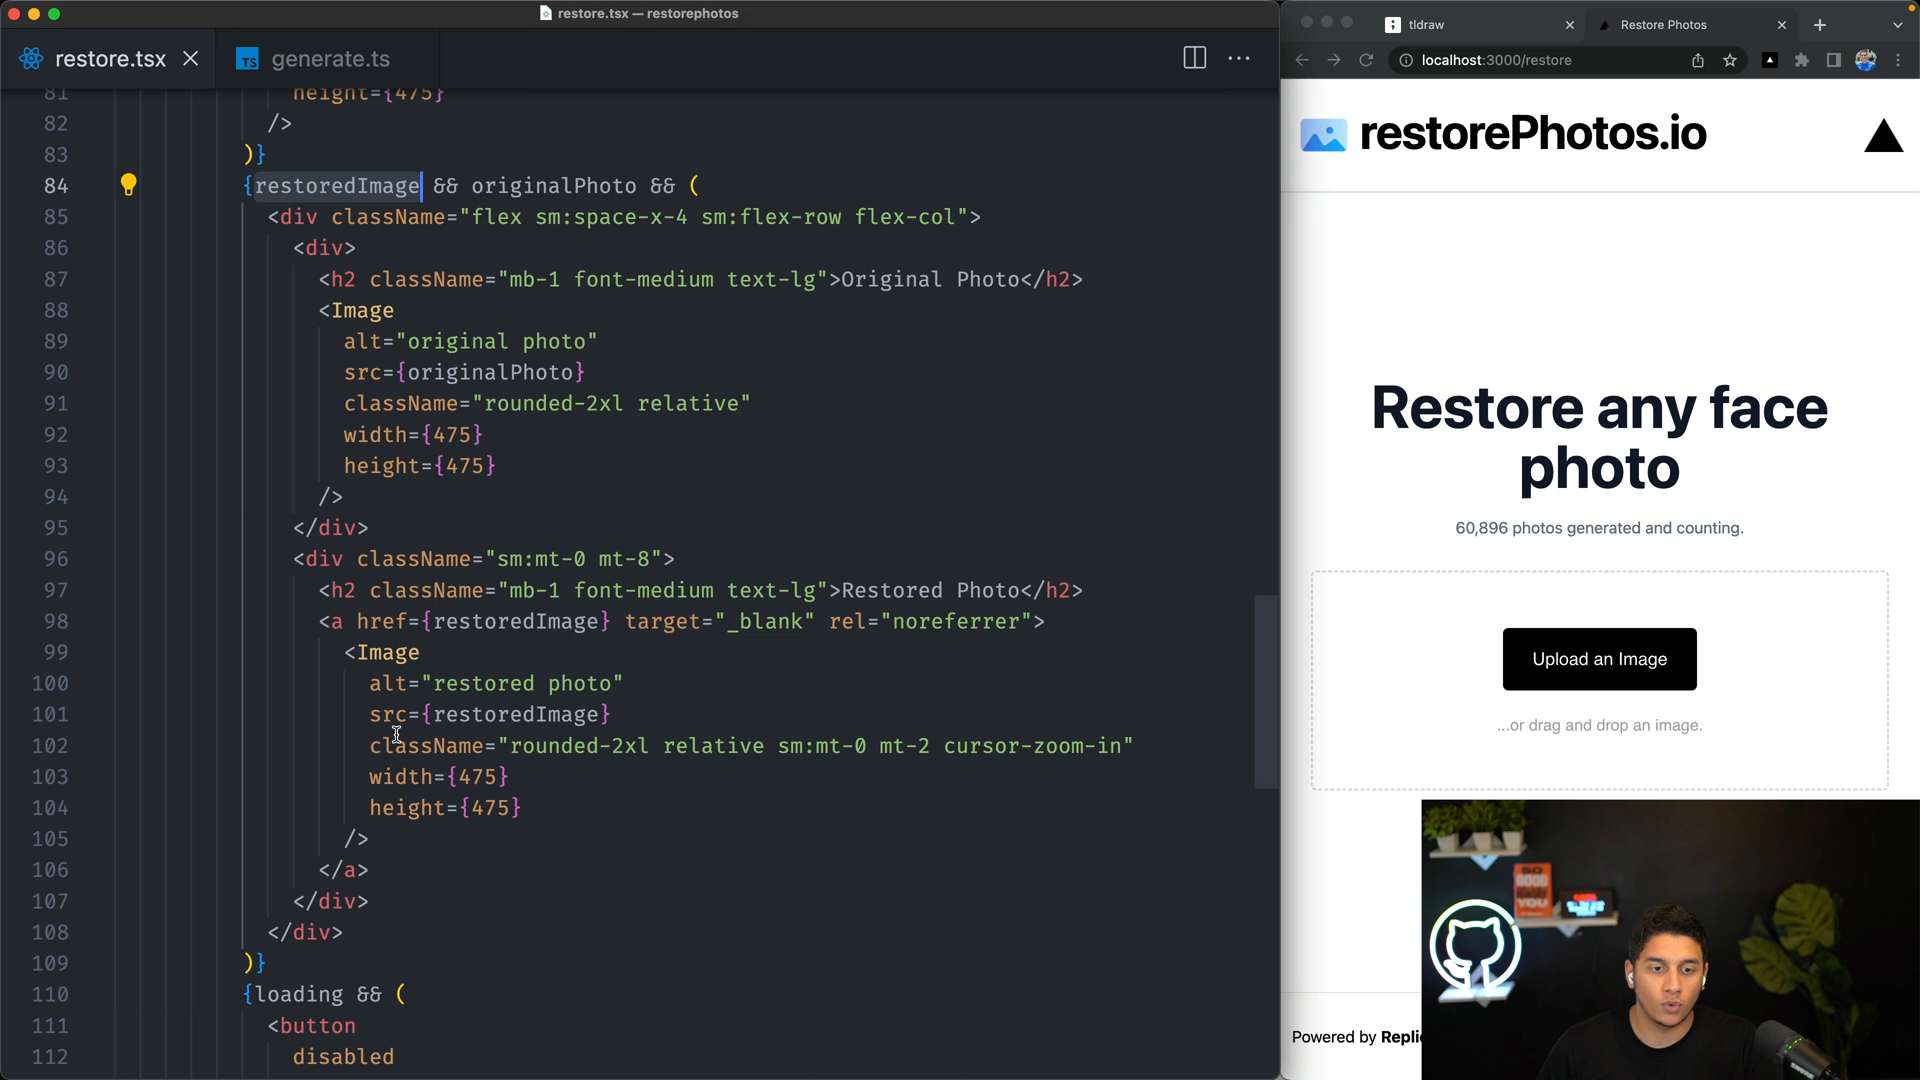 restore.tsx — restorephotos
restore.tsx
TS generate.ts
81 height={475}
82 />
83 )}
84 {restoredImage && originalPhoto && (
85 <div className="flex sm:space-x-4 sm:flex-row flex-col">
86 <div>
87 <h2 className="mb-1 font-medium text-lg">Original Photo</h2>
88 <Image
89 alt="original photo"
90 src={originalPhoto}
91 className="rounded-2xl relative"
92 width={475}
93 height={475}
94 />
95 </div>
96 <div className="sm:mt-0 mt-8">
97 <h2 className="mb-1 font-medium text-lg">Restored Photo</h2>
98 <a href={restoredImage} target="_blank" rel="noreferrer">
99 <Image
100 alt="restored photo"
101 src={restoredImage}
102 className="rounded-2xl relative sm:mt-0 mt-2 cursor-zoom-in"
103 width={475}
104 height={475}
105 />
106 </a>
107 </div>
108 </div>
109 )}
110 {loading && (
111 <button
112 disabled
tldraw
Restore Photos
localhost:3000/restore
restorePhotos.io
Restore any face
photo
60,896 photos generated and counting.
Upload an Image
...or drag and drop an image.
Powered by Replic
GOOD
YOU